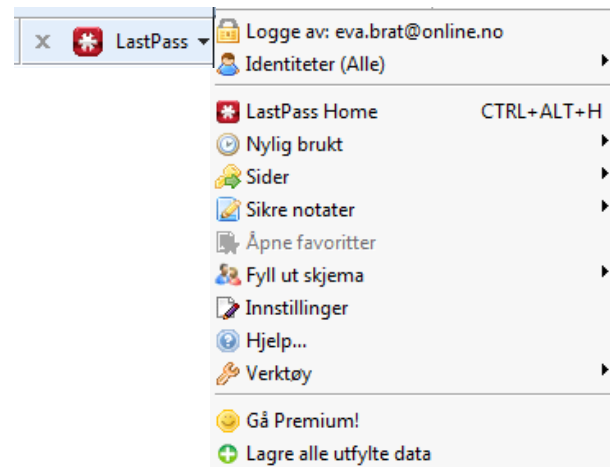 x LastPass
Logge av: eva.brat@online.no
Identiteter (Alle)
LastPass Home CTRL+ALT+H
Nylig brukt
Sider
Sikre notater
Åpne favoritter
Fyll ut skjema
Innstillinger
Hjelp...
Verktøy
Gå Premium!
Lagre alle utfylte data